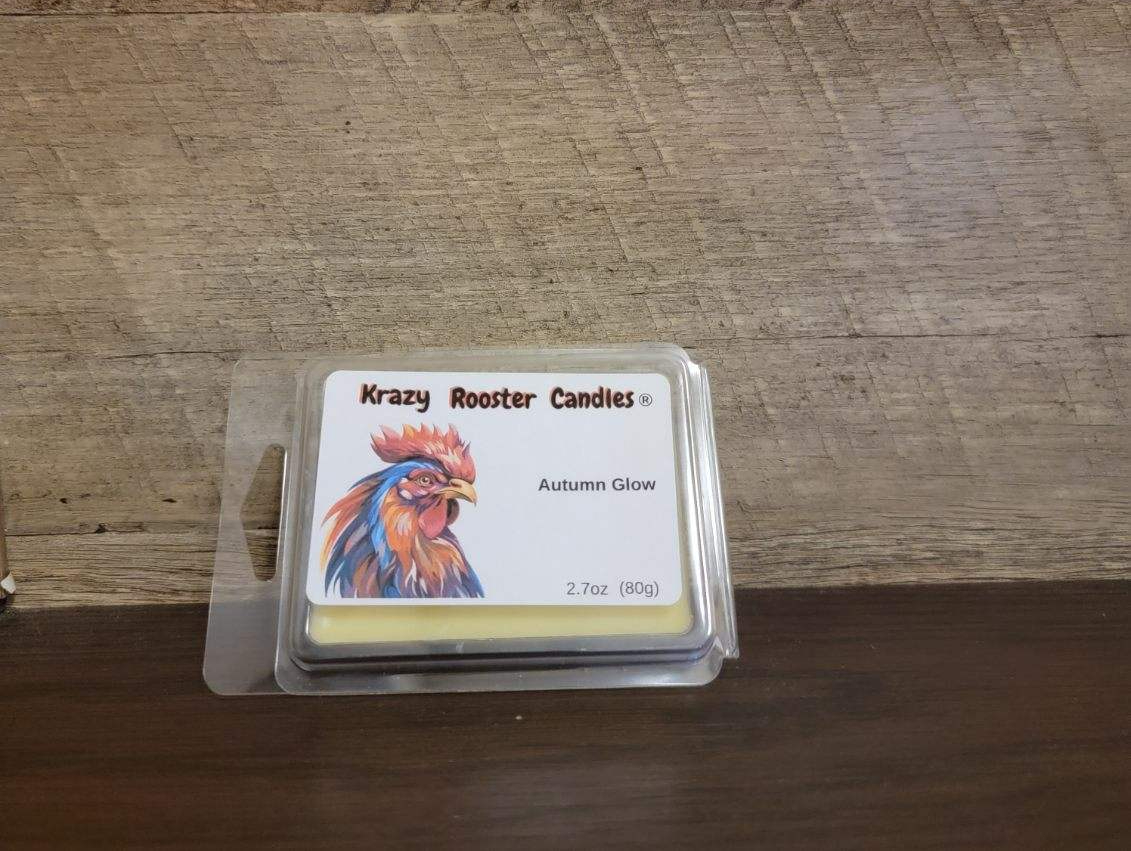 Krazy Rooster Candles®
Autumn Glow
2.7oz (80g)